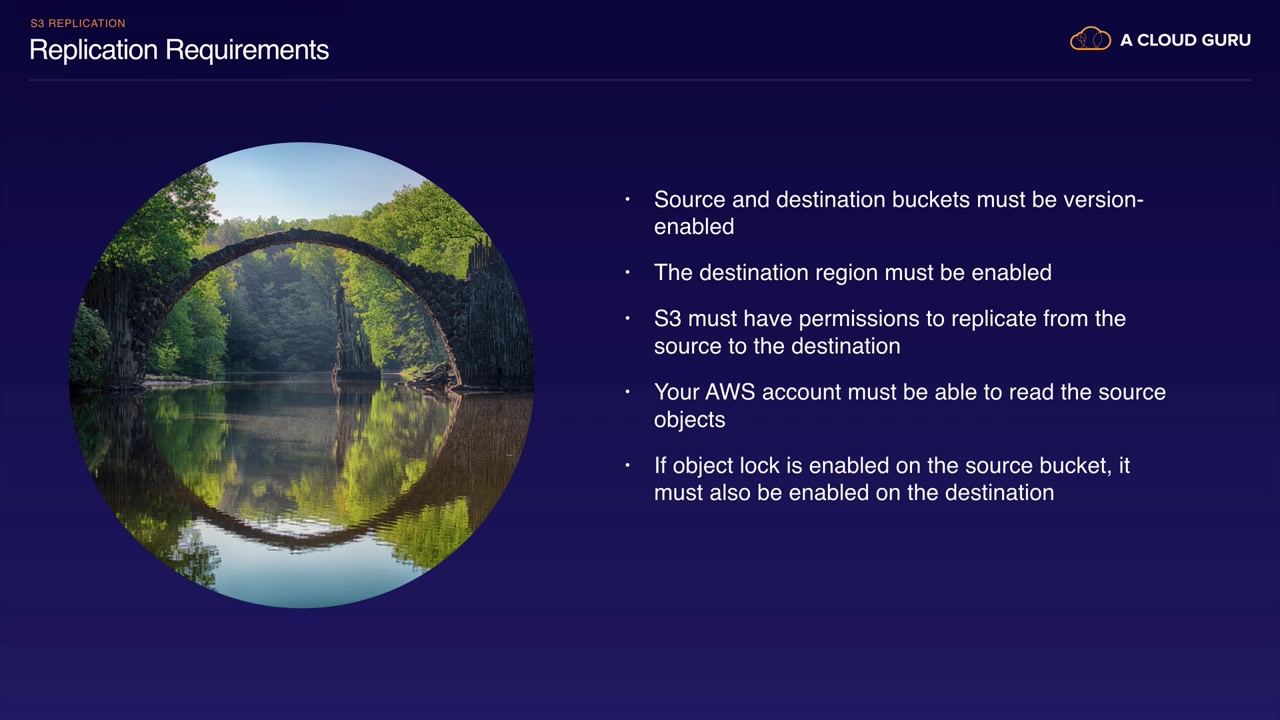 S3 REPLICATION
Replication Requirements
A CLOUD GURU
· Source and destination buckets must be version-
enabled
· The destination region must be enabled
· S3 must have permissions to replicate from the
source to the destination
· Your AWS account must be able to read the source
objects
· If object lock is enabled on the source bucket, it
must also be enabled on the destination